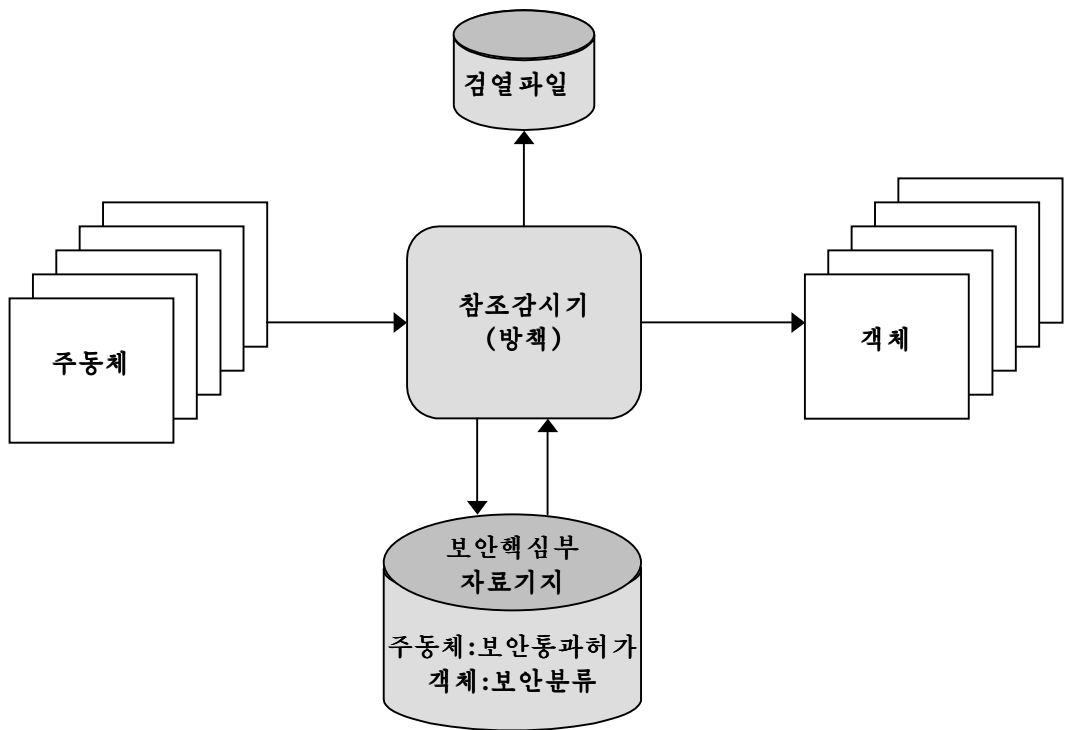 검열파일
참조감시기
(방책)
주동체
객체
보안핵심부
자료기지
주동체:보안통과허가
객체:보안분류